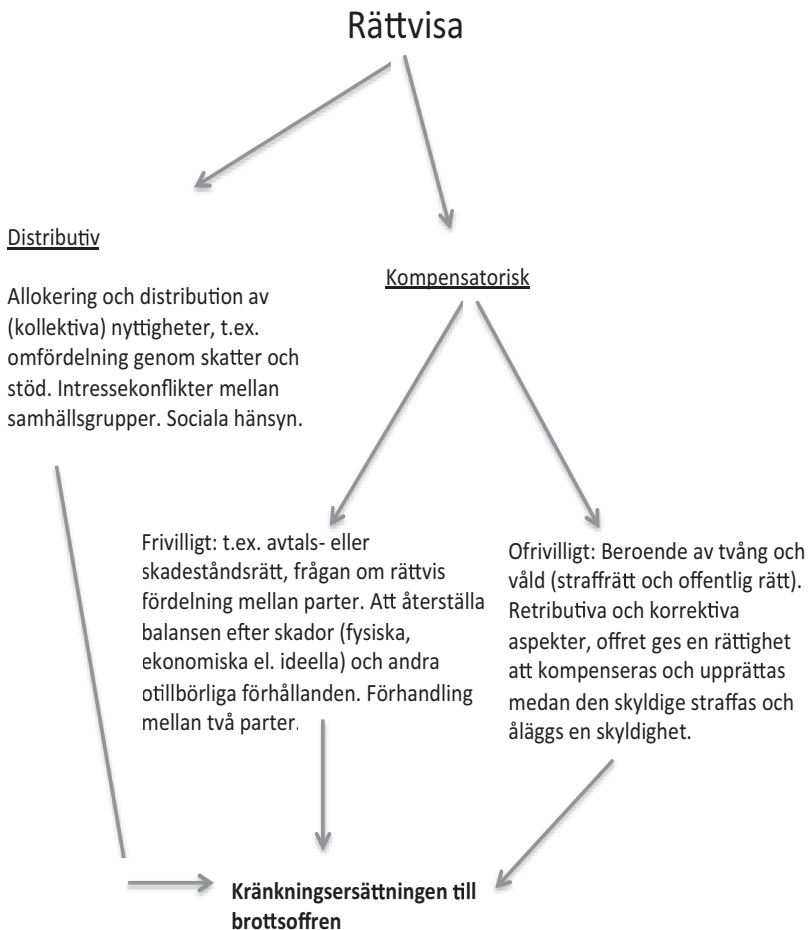 Rättvisa
Distributiv
Allokering och distribution av
(kollektiva) nyttigheter, t.ex.
omfördelning genom skatter och
stöd. Intressekonflikter mellan
samhällsgrupper. Sociala hänsyn.
Kompensatorisk
Frivilligt: t.ex. avtals- eller
skadeståndsrätt, frågan om rättvis
fördelning mellan parter. Att återställa
balansen efter skador (fysiska,
ekonomiska el. ideella) och andra
otillbörliga förhållanden. Förhandling
mellan två parter.
Ofrivilligt: Beroende av tvång och
våld (straffrätt och offentlig rätt).
Retributiva och korrektiva
aspekter, offret ges en rättighet
att kompenseras och upprättas
medan den skyldige straffas och
åläggs en skyldighet.
Kränkningsersättningen till
brottsoffren